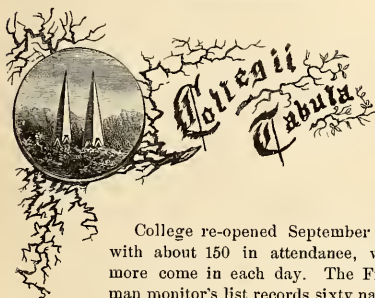 Collegii
Tabula
College re-opened September
with about 150 in attendance,
more come in each day. The
man monitor's list records sixty